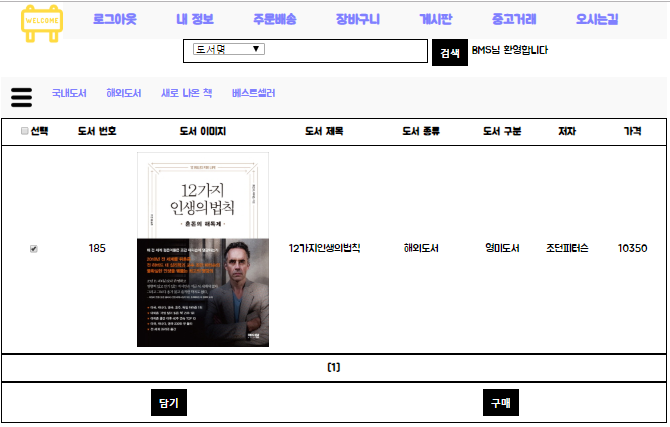 WELCOME
로그아웃 내 정보 주문배송 장바구니 게시판 중고거래 오시는길
도서명 검색 BMS님 환영합니다
국내도서 해외도서 새로 나온 책 베스트셀러
선택 도서 번호 도서 이미지 도서 제목 도서 종류 도서 구분 저자 가격
12가지
인생의 법칙
· 혼돈의 해독제 ·
185 12가지인생의법칙 해외도서 영미도서 조던피터슨 10350
[1]
담기 구매